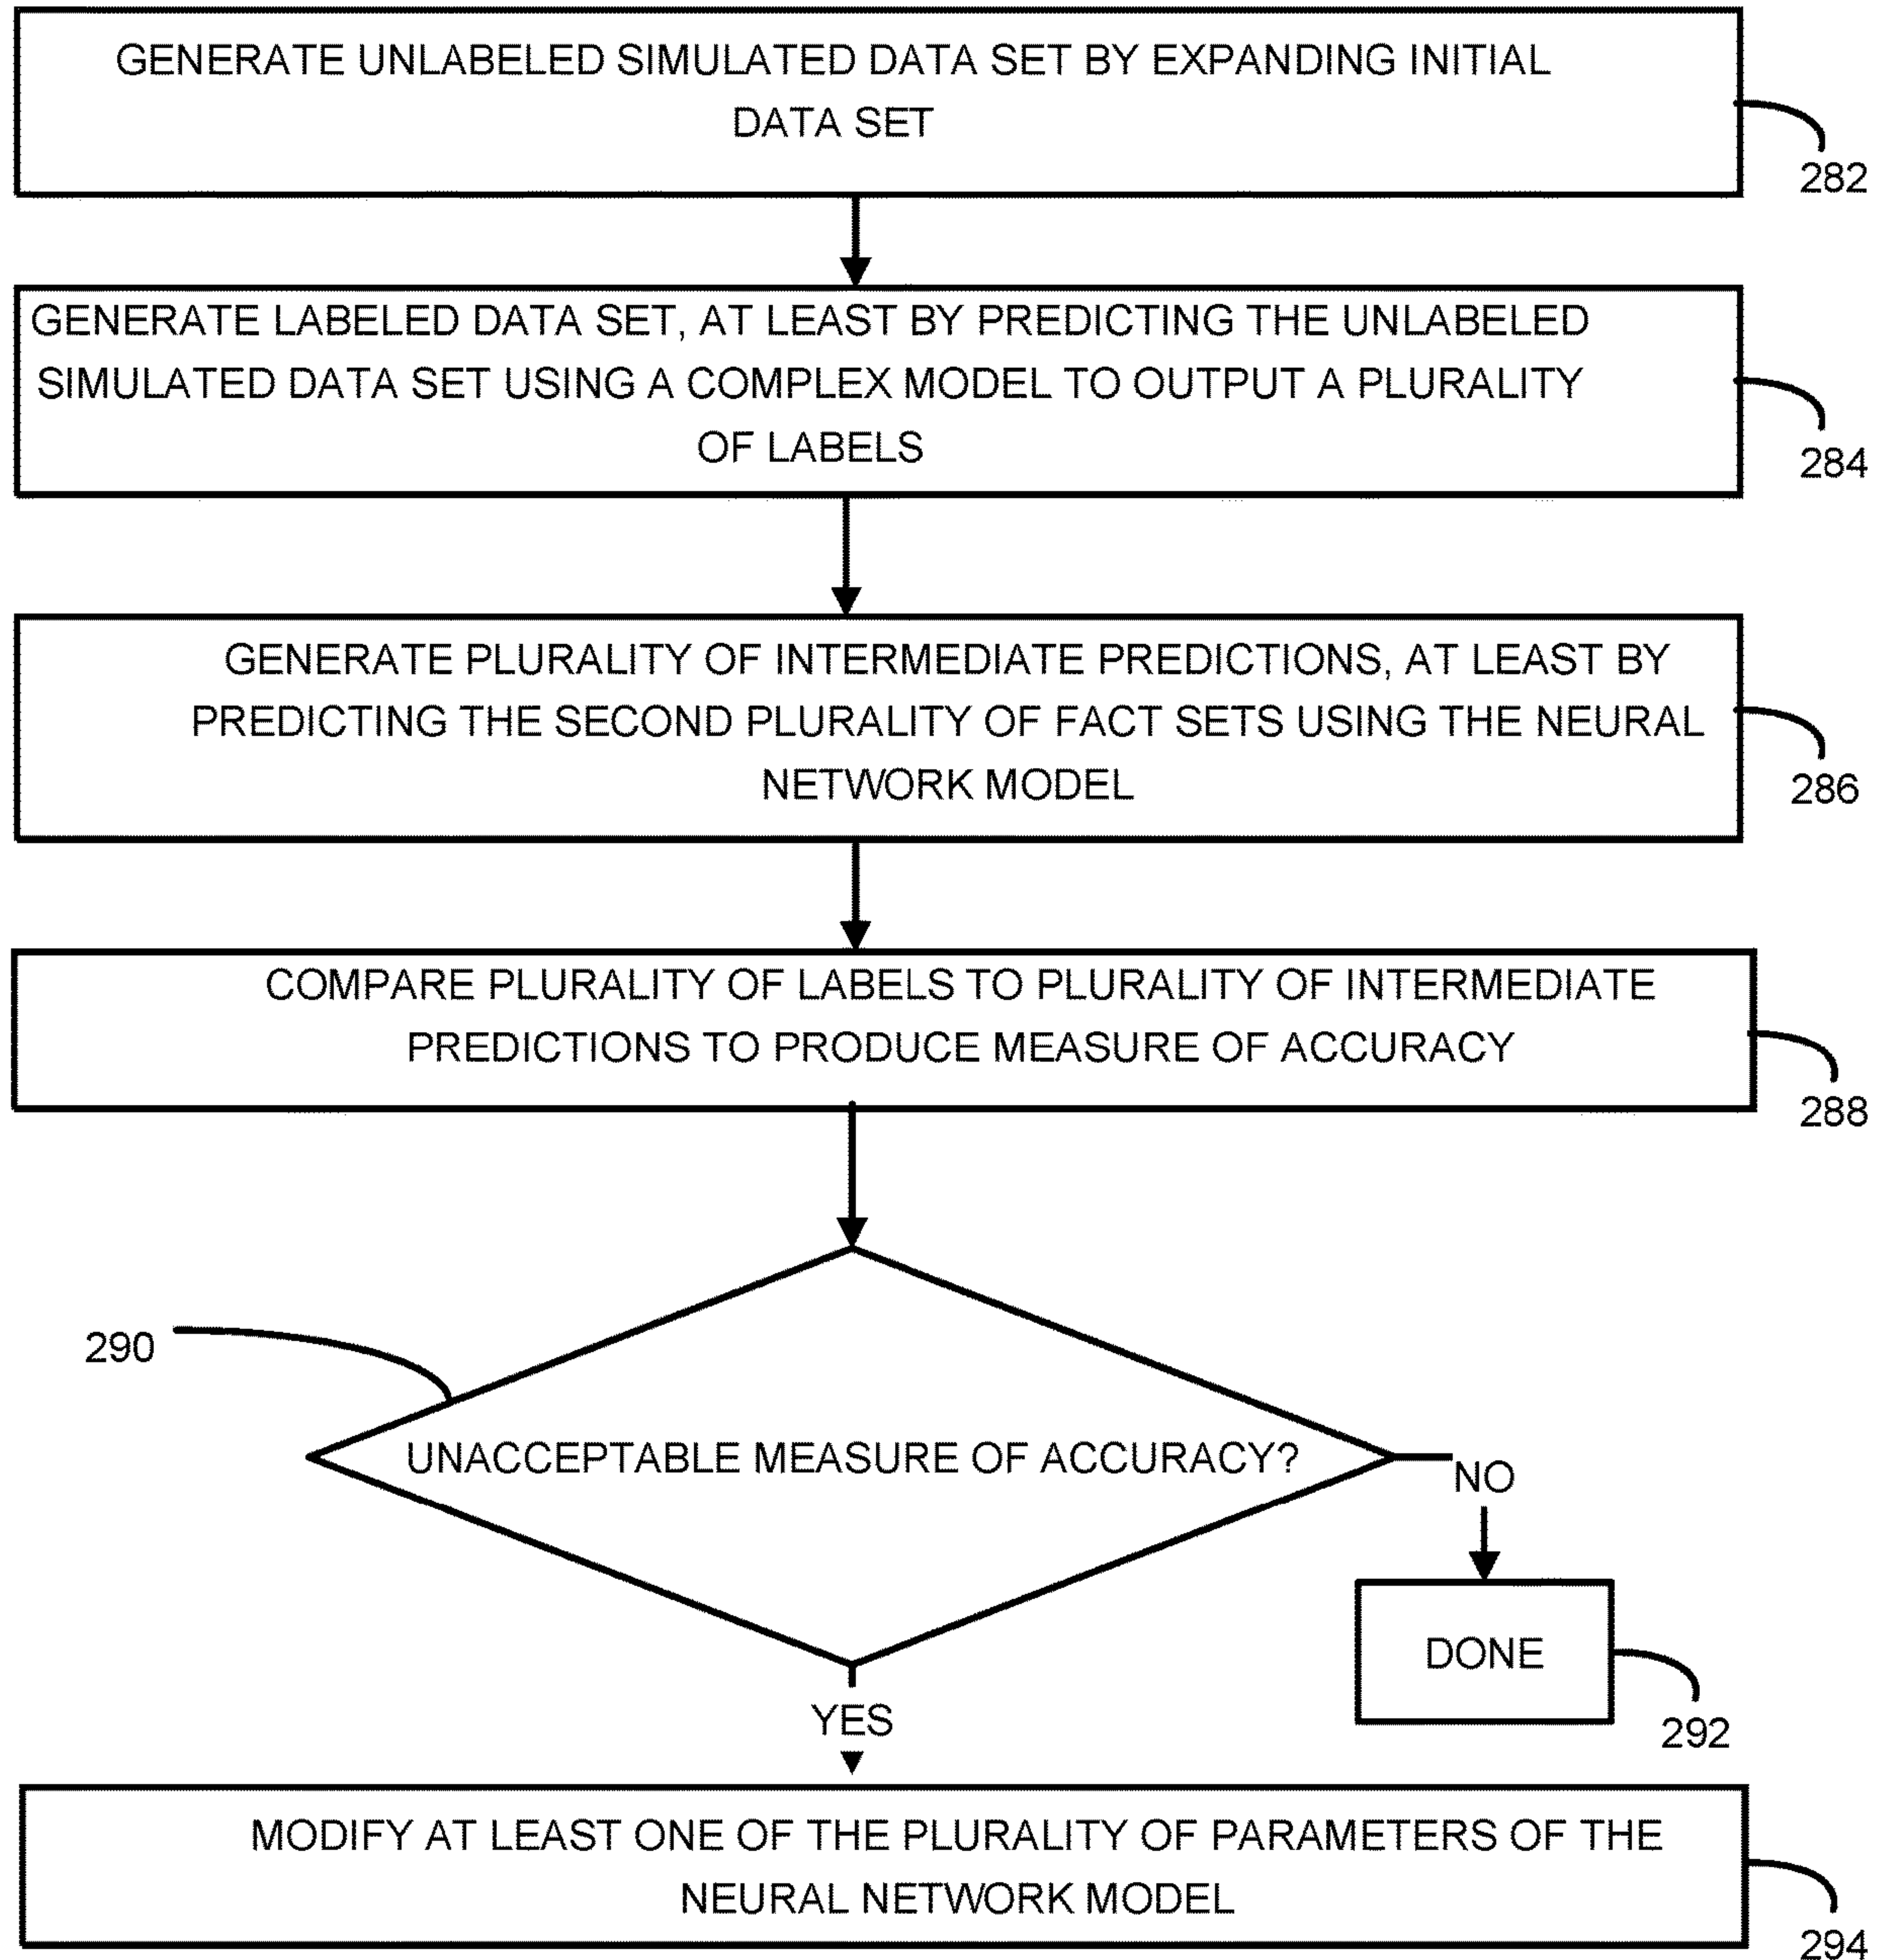 GENERATE UNLABELED SIMULATED DATA SET BY EXPANDING INITIAL
DATA SET
282
GENERATE LABELED DATA SET, AT LEAST BY PREDICTING THE UNLABELED
SIMULATED DATA SET USING A COMPLEX MODEL TO OUTPUT A PLURALITY
OF LABELS
284
GENERATE PLURALITY OF INTERMEDIATE PREDICTIONS, AT LEAST BY
PREDICTING THE SECOND PLURALITY OF FACT SETS USING THE NEURAL
NETWORK MODEL
286
COMPARE PLURALITY OF LABELS TO PLURALITY OF INTERMEDIATE
PREDICTIONS TO PRODUCE MEASURE OF ACCURACY
288
290
UNACCEPTABLE MEASURE OF ACCURACY?
NO
DONE
292
YES
MODIFY AT LEAST ONE OF THE PLURALITY OF PARAMETERS OF THE
NEURAL NETWORK MODEL
294